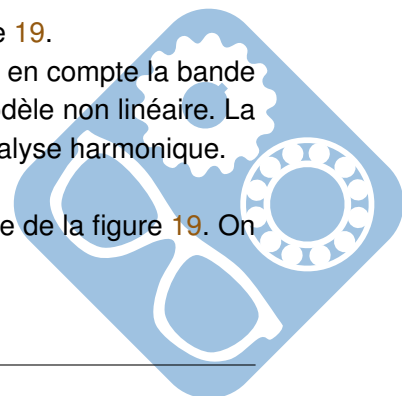 e 19.
en compte la bande
dèle non linéaire. La
alyse harmonique.
e de la figure 19. On